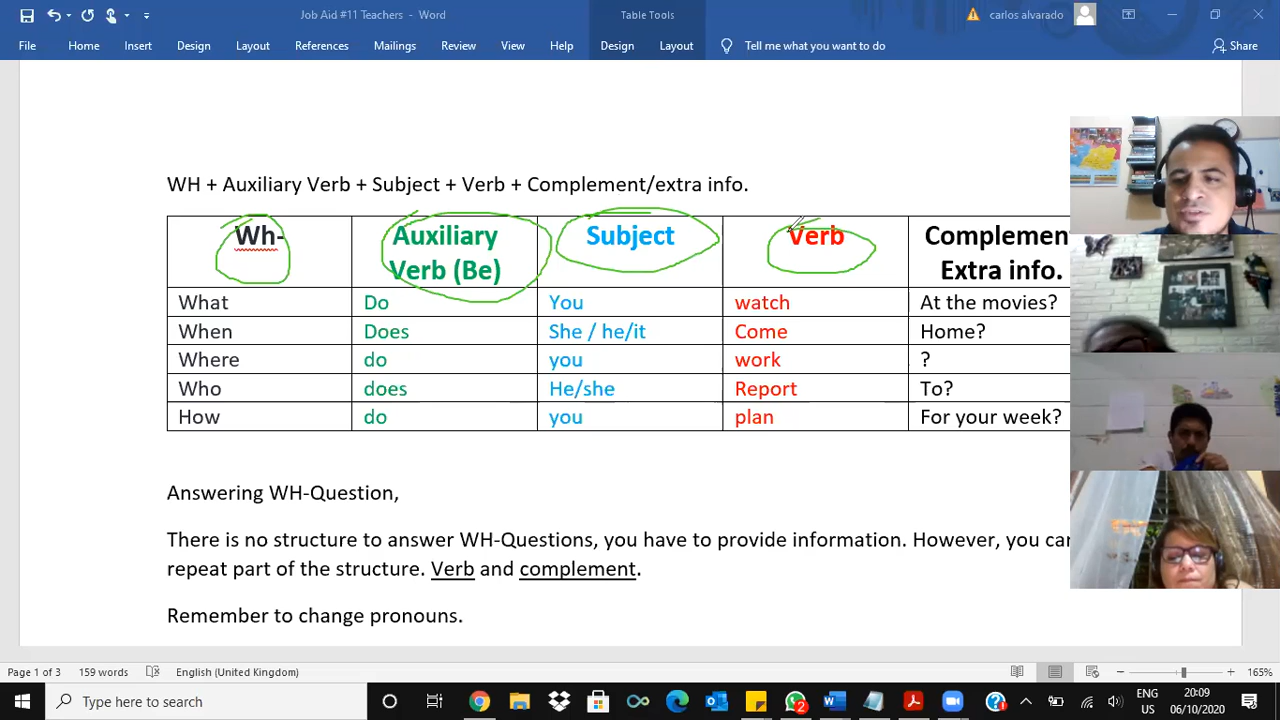 Job Aid #11 Teachers - Word
Table Tools
carlos alvarado
File Home Insert Design Layout References Mailings Review View Help Design Layout Tell me what you want to do Share
WH + Auxiliary Verb + Subject + Verb + Complement/extra info.
Wh- Auxiliary Verb (Be) Subject Verb Complemen Extra info.
What Do You watch At the movies?
When Does She / he/it Come Home?
Where do you work ?
Who does He/she Report To?
How do you plan For your week?
Answering WH-Question,
There is no structure to answer WH-Questions, you have to provide information. However, you can
repeat part of the structure. Verb and complement.
Remember to change pronouns.
Page 1 of 3 159 words English (United Kingdom) 165%
Type here to search 2 ENG 20:09
US 06/10/2020